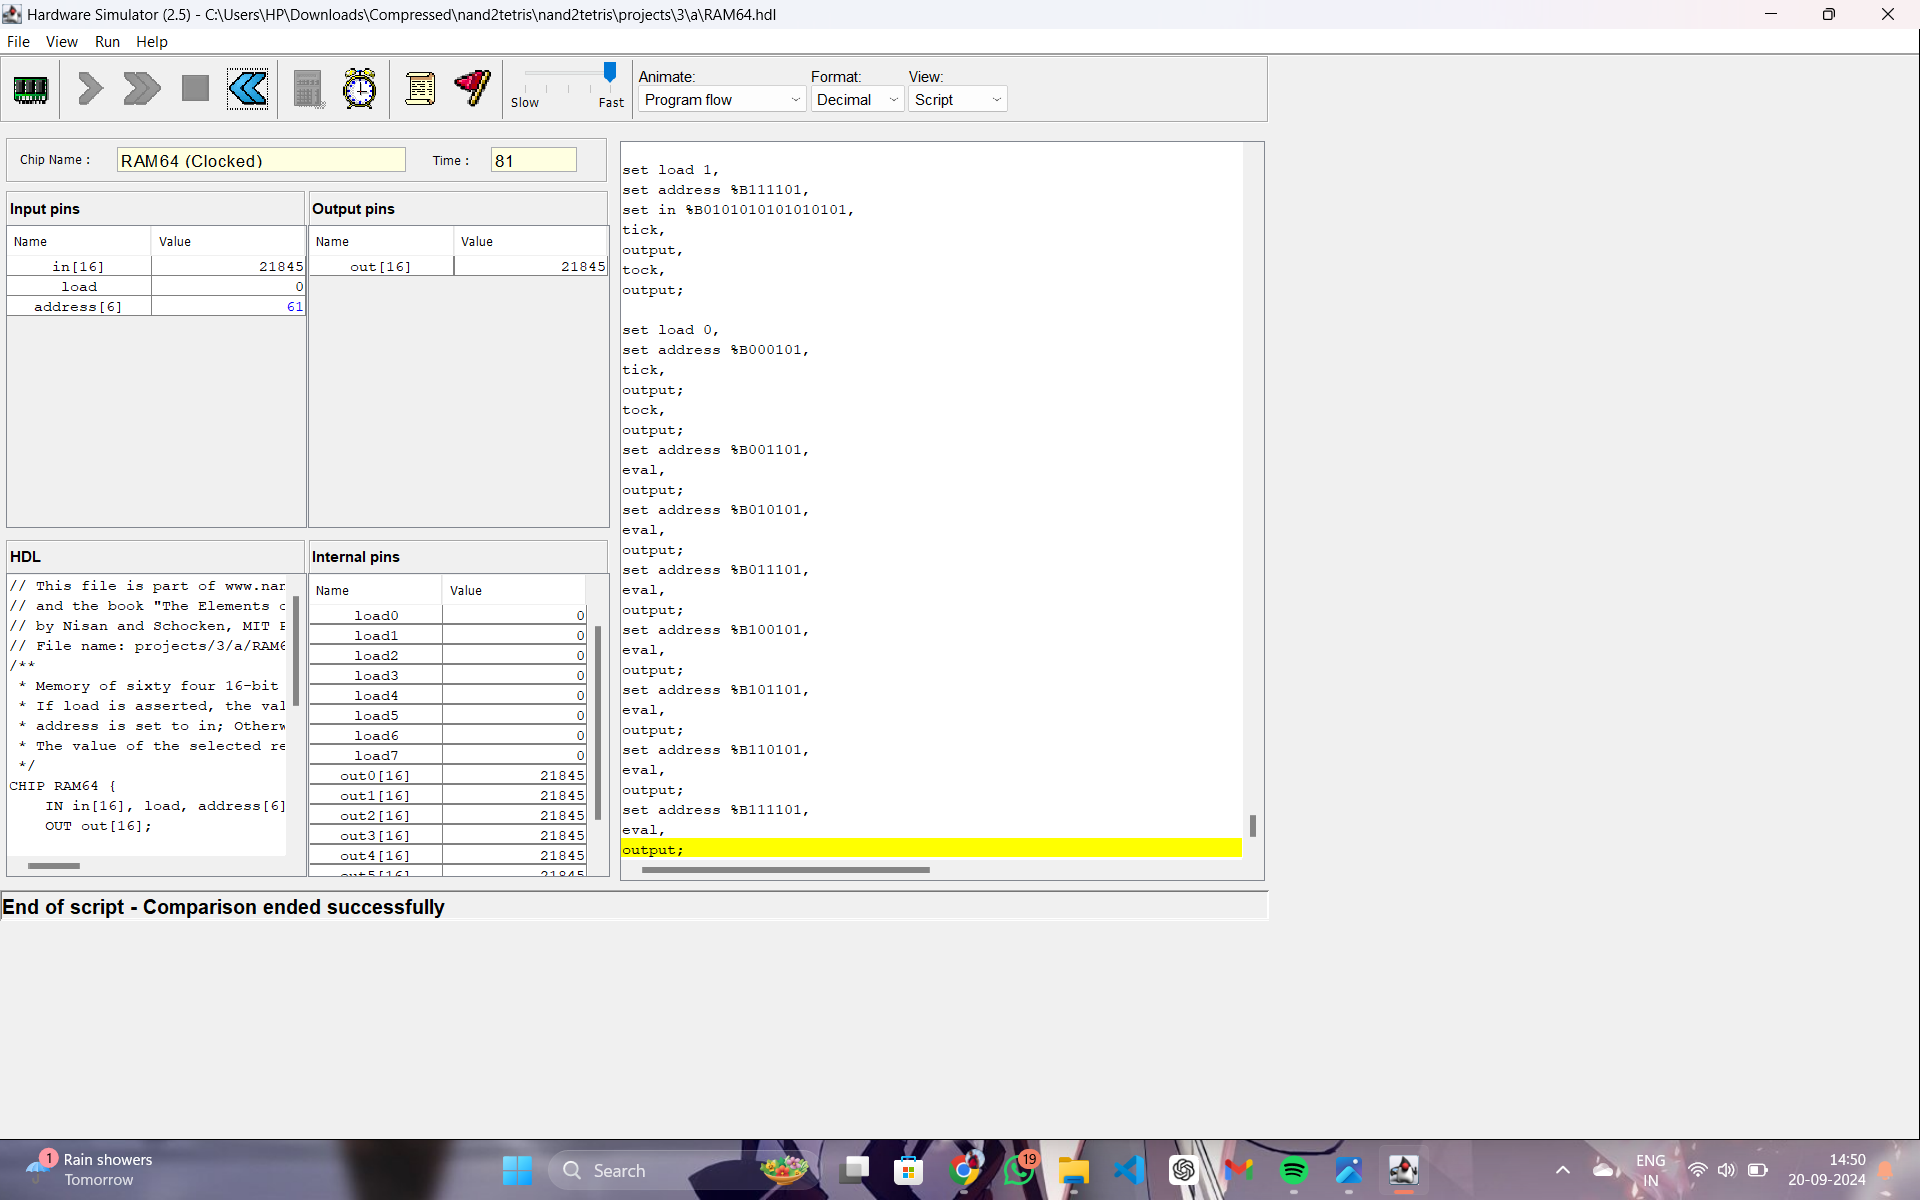 Hardware Simulator (2.5) - C:\Users\HP\Downloads\Compressed\nand2tetris\nand2tetris\projects\3\a\RAM64.hdl
File View Run Help
Slow Fast
Animate: Format: View:
Program flow Decimal Script
Chip Name : RAM64 (Clocked) Time : 81
Input pins
Name Value
in[16] 21845
load 0
address[6] 61
Output pins
Name Value
out[16] 21845
HDL
// This file is part of www.nan
// and the book "The Elements o
// by Nisan and Schocken, MIT P
// File name: projects/3/a/RAM6
/**
* Memory of sixty four 16-bit
* If load is asserted, the val
* address is set to in; Otherw
* The value of the selected re
*/
CHIP RAM64 {
IN in[16], load, address[6]
OUT out[16];
Internal pins
Name Value
load0 0
load1 0
load2 0
load3 0
load4 0
load5 0
load6 0
load7 0
out0[16] 21845
out1[16] 21845
out2[16] 21845
out3[16] 21845
out4[16] 21845
out5[16] 21845
set load 1,
set address %B111101,
set in %B0101010101010101,
tick,
output,
tock,
output;
set load 0,
set address %B000101,
tick,
output;
tock,
output;
set address %B001101,
eval,
output;
set address %B010101,
eval,
output;
set address %B011101,
eval,
output;
set address %B100101,
eval,
output;
set address %B101101,
eval,
output;
set address %B110101,
eval,
output;
set address %B111101,
eval,
output;
End of script - Comparison ended successfully
1
Rain showers
Tomorrow
Search
19
ENG
IN
14:50
20-09-2024